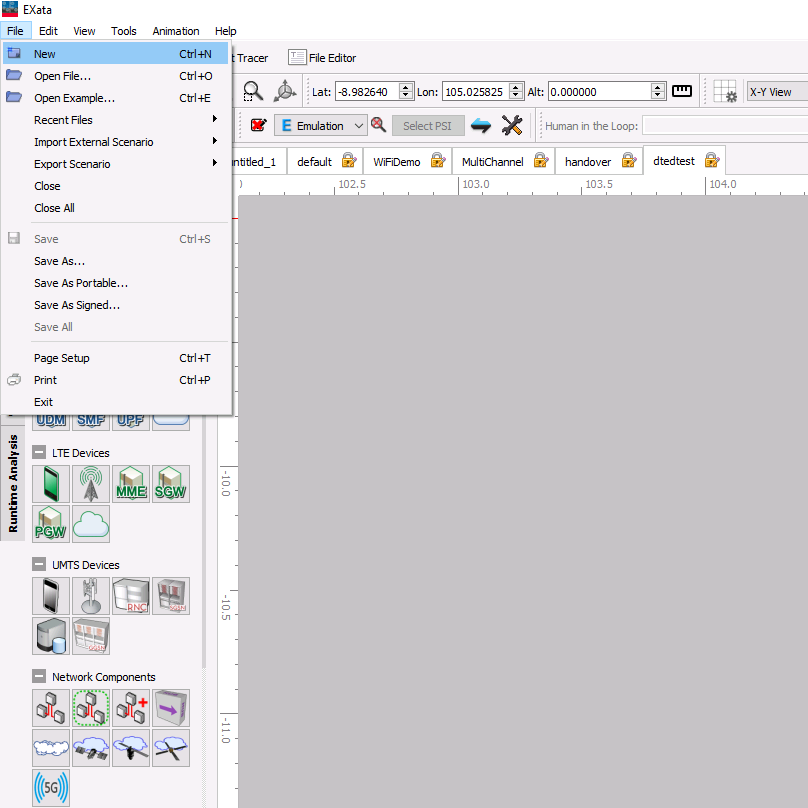 EXata
File Edit View Tools Animation Help
New Ctrl+N
Open File... Ctrl+O
Open Example... Ctrl+E
Recent Files
Import External Scenario
Export Scenario
Close
Close All
Save Ctrl+S
Save As...
Save As Portable...
Save As Signed...
Save All
Page Setup Ctrl+T
Print Ctrl+P
Exit
Tracer File Editor
Lat: -8.982640 Lon: 105.025825 Alt: 0.000000 X-Y View
E Emulation Select PSI Human in the Loop:
ntitled_1 default WiFiDemo MultiChannel handover dtedtest
102.5 103.0 103.5 104.0
-10.0
-10.5
-11.0
Runtime Analysis
UDM SMF UPF
LTE Devices
MME SGW
PGW
UMTS Devices
RNC SGSN
GGSN
Network Components
5G